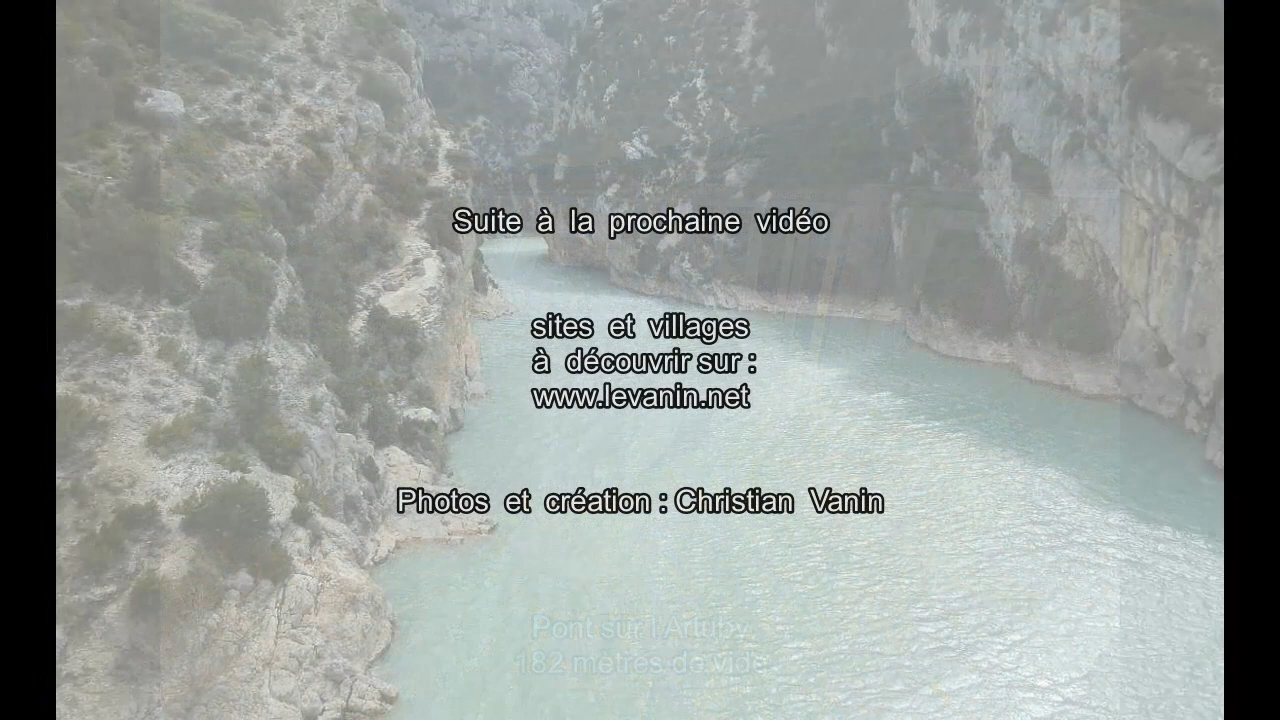 Suite à la prochaine vidéo
sites et villages
à découvrir sur :
www.levanin.net
Photos et création : Christian Vanin
Pont sur l'Artuby
182 mètres de vide